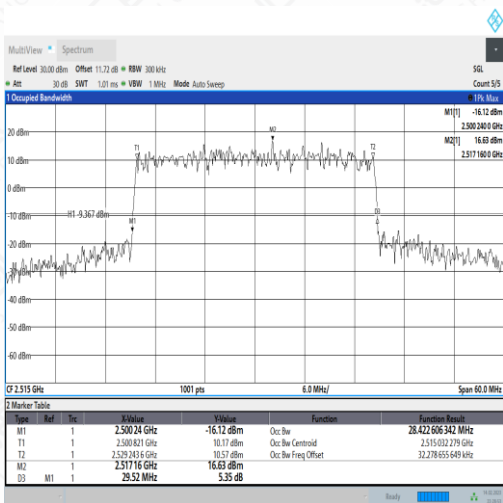 MultiView Spectrum
Ref Level 30.00 dBm Offset 11.72 dB RBW 300 kHz SGL
Att 30 dB SWT 1.01 ms VBW 1 MHz Mode Auto Sweep Count 5/5
1 Occupied Bandwidth 1Pk Max
M1[1] -16.12 dBm
2.500 240 0 GHz
M2[1] 16.63 dBm
2.517 160 0 GHz
20 dBm
M2
T1 T2
10 dBm
0 dBm
-10 dBm H1 -9.367 dBm D3
M1
-20 dBm
-30 dBm
-40 dBm
-50 dBm
-60 dBm
CF 2.515 GHz 1001 pts 6.0 MHz/ Span 60.0 MHz
2 Marker Table
Type Ref Trc X-Value Y-Value Function Function Result
M1 1 2.50024 GHz -16.12 dBm Occ Bw 28.422 606 342 MHz
T1 1 2.500 821 GHz 10.17 dBm Occ Bw Centroid 2.515 032 279 GHz
T2 1 2.529 243 6 GHz 10.57 dBm Occ Bw Freq Offset 32.278 655 649 kHz
M2 1 2.51716 GHz 16.63 dBm
D3 M1 1 29.52 MHz 5.35 dB
Ready